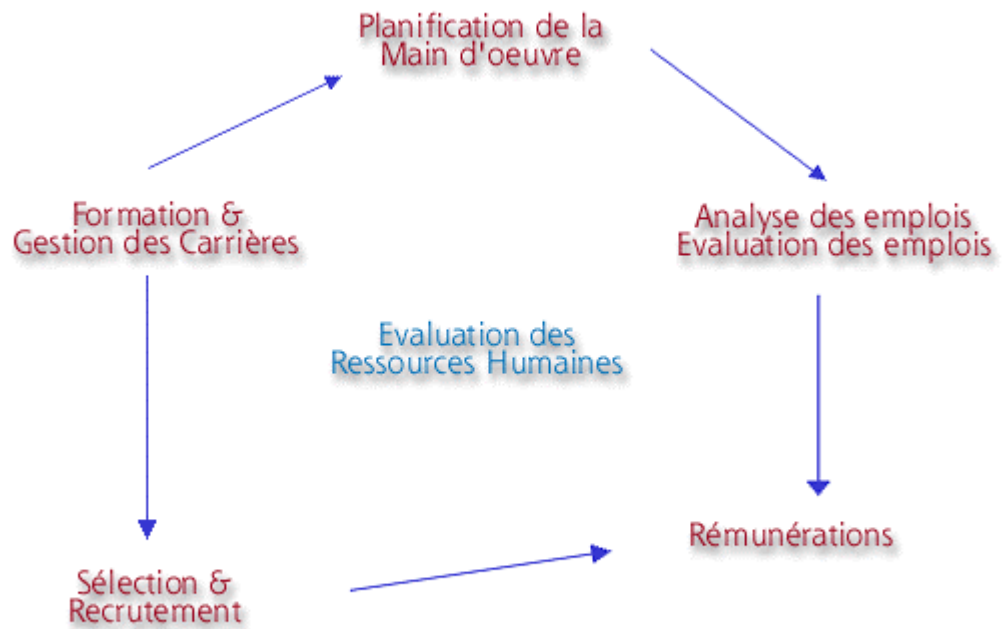 Planification de la
Main d'oeuvre
Formation &
Gestion des Carrières
Analyse des emplois
Evaluation des emplois
Evaluation des
Ressources Humaines
Rémunérations
Sélection &
Recrutement